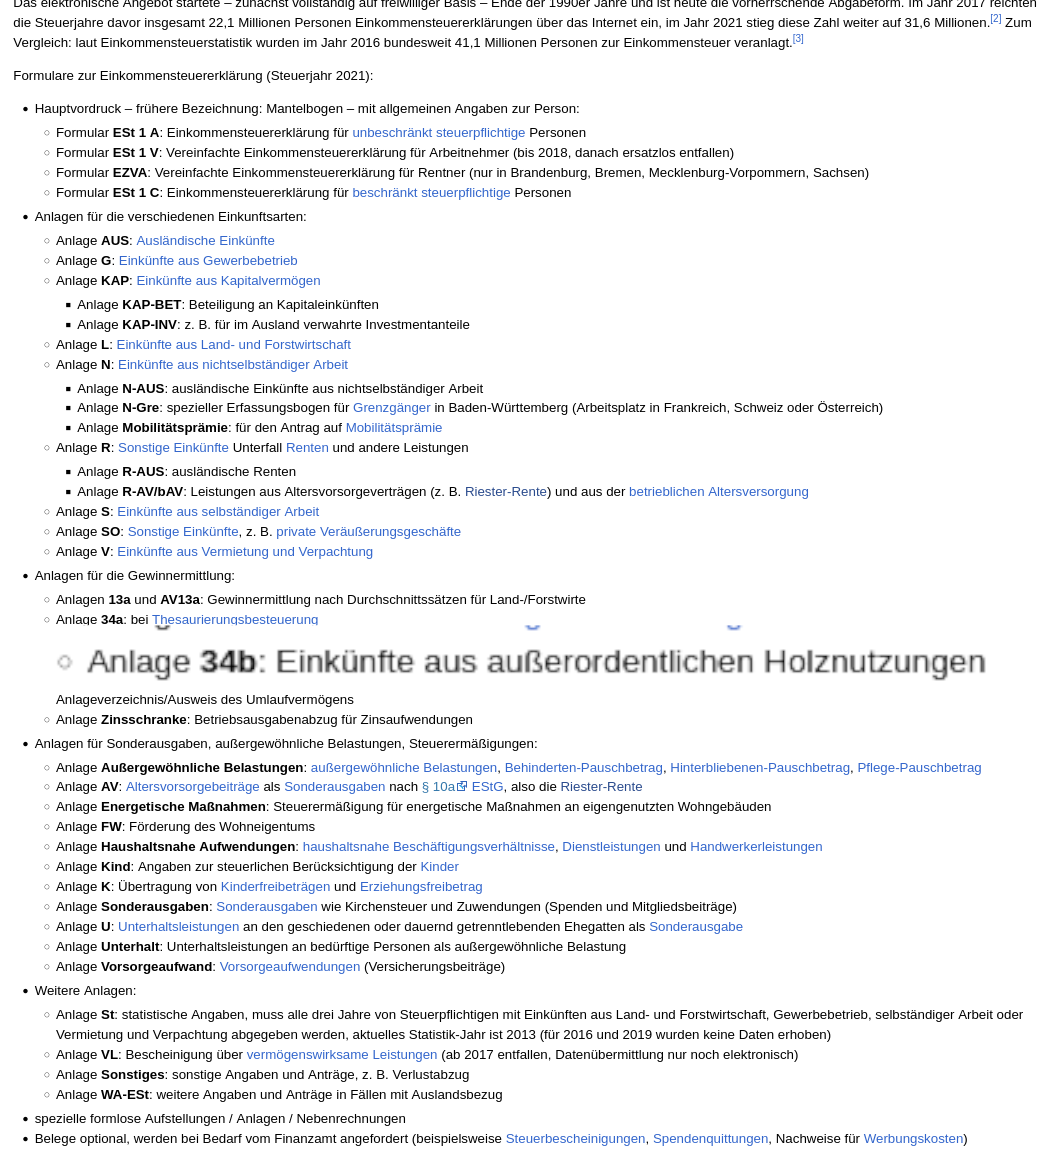 Das elektronische Angebot startete – zunächst vollständig auf freiwilliger Basis – Ende der 1990er Jahre und ist heute die vorherrschende Abgabeform. Im Jahr 2017 reichten
die Steuerjahre davor insgesamt 22,1 Millionen Personen Einkommensteuererklärungen über das Internet ein, im Jahr 2021 stieg diese Zahl weiter auf 31,6 Millionen.[2] Zum
Vergleich: laut Einkommensteuerstatistik wurden im Jahr 2016 bundesweit 41,1 Millionen Personen zur Einkommensteuer veranlagt.[3]
Formulare zur Einkommensteuererklärung (Steuerjahr 2021):
• Hauptvordruck – frühere Bezeichnung: Mantelbogen – mit allgemeinen Angaben zur Person:
○ Formular ESt 1 A: Einkommensteuererklärung für unbeschränkt steuerpflichtige Personen
○ Formular ESt 1 V: Vereinfachte Einkommensteuererklärung für Arbeitnehmer (bis 2018, danach ersatzlos entfallen)
○ Formular EZVA: Vereinfachte Einkommensteuererklärung für Rentner (nur in Brandenburg, Bremen, Mecklenburg-Vorpommern, Sachsen)
○ Formular ESt 1 C: Einkommensteuererklärung für beschränkt steuerpflichtige Personen
• Anlagen für die verschiedenen Einkunftsarten:
○ Anlage AUS: Ausländische Einkünfte
○ Anlage G: Einkünfte aus Gewerbebetrieb
○ Anlage KAP: Einkünfte aus Kapitalvermögen
▪ Anlage KAP-BET: Beteiligung an Kapitaleinkünften
▪ Anlage KAP-INV: z. B. für im Ausland verwahrte Investmentanteile
○ Anlage L: Einkünfte aus Land- und Forstwirtschaft
○ Anlage N: Einkünfte aus nichtselbständiger Arbeit
▪ Anlage N-AUS: ausländische Einkünfte aus nichtselbständiger Arbeit
▪ Anlage N-Gre: spezieller Erfassungsbogen für Grenzgänger in Baden-Württemberg (Arbeitsplatz in Frankreich, Schweiz oder Österreich)
▪ Anlage Mobilitätsprämie: für den Antrag auf Mobilitätsprämie
○ Anlage R: Sonstige Einkünfte Unterfall Renten und andere Leistungen
▪ Anlage R-AUS: ausländische Renten
▪ Anlage R-AV/bAV: Leistungen aus Altersvorsorgeverträgen (z. B. Riester-Rente) und aus der betrieblichen Altersversorgung
○ Anlage S: Einkünfte aus selbständiger Arbeit
○ Anlage SO: Sonstige Einkünfte, z. B. private Veräußerungsgeschäfte
○ Anlage V: Einkünfte aus Vermietung und Verpachtung
• Anlagen für die Gewinnermittlung:
○ Anlagen 13a und AV13a: Gewinnermittlung nach Durchschnittssätzen für Land-/Forstwirte
○ Anlage 34a: bei Thesaurierungsbesteuerung
○ Anlage 34b: Einkünfte aus außerordentlichen Holznutzungen
Anlageverzeichnis/Ausweis des Umlaufvermögens
○ Anlage Zinsschranke: Betriebsausgabenabzug für Zinsaufwendungen
• Anlagen für Sonderausgaben, außergewöhnliche Belastungen, Steuerermäßigungen:
○ Anlage Außergewöhnliche Belastungen: außergewöhnliche Belastungen, Behinderten-Pauschbetrag, Hinterbliebenen-Pauschbetrag, Pflege-Pauschbetrag
○ Anlage AV: Altersvorsorgebeiträge als Sonderausgaben nach § 10a EStG, also die Riester-Rente
○ Anlage Energetische Maßnahmen: Steuerermäßigung für energetische Maßnahmen an eigengenutzten Wohngebäuden
○ Anlage FW: Förderung des Wohneigentums
○ Anlage Haushaltsnahe Aufwendungen: haushaltsnahe Beschäftigungsverhältnisse, Dienstleistungen und Handwerkerleistungen
○ Anlage Kind: Angaben zur steuerlichen Berücksichtigung der Kinder
○ Anlage K: Übertragung von Kinderfreibeträgen und Erziehungsfreibetrag
○ Anlage Sonderausgaben: Sonderausgaben wie Kirchensteuer und Zuwendungen (Spenden und Mitgliedsbeiträge)
○ Anlage U: Unterhaltsleistungen an den geschiedenen oder dauernd getrenntlebenden Ehegatten als Sonderausgabe
○ Anlage Unterhalt: Unterhaltsleistungen an bedürftige Personen als außergewöhnliche Belastung
○ Anlage Vorsorgeaufwand: Vorsorgeaufwendungen (Versicherungsbeiträge)
• Weitere Anlagen:
○ Anlage St: statistische Angaben, muss alle drei Jahre von Steuerpflichtigen mit Einkünften aus Land- und Forstwirtschaft, Gewerbebetrieb, selbständiger Arbeit oder
Vermietung und Verpachtung abgegeben werden, aktuelles Statistik-Jahr ist 2013 (für 2016 und 2019 wurden keine Daten erhoben)
○ Anlage VL: Bescheinigung über vermögenswirksame Leistungen (ab 2017 entfallen, Datenübermittlung nur noch elektronisch)
○ Anlage Sonstiges: sonstige Angaben und Anträge, z. B. Verlustabzug
○ Anlage WA-ESt: weitere Angaben und Anträge in Fällen mit Auslandsbezug
• spezielle formlose Aufstellungen / Anlagen / Nebenrechnungen
• Belege optional, werden bei Bedarf vom Finanzamt angefordert (beispielsweise Steuerbescheinigungen, Spendenquittungen, Nachweise für Werbungskosten)